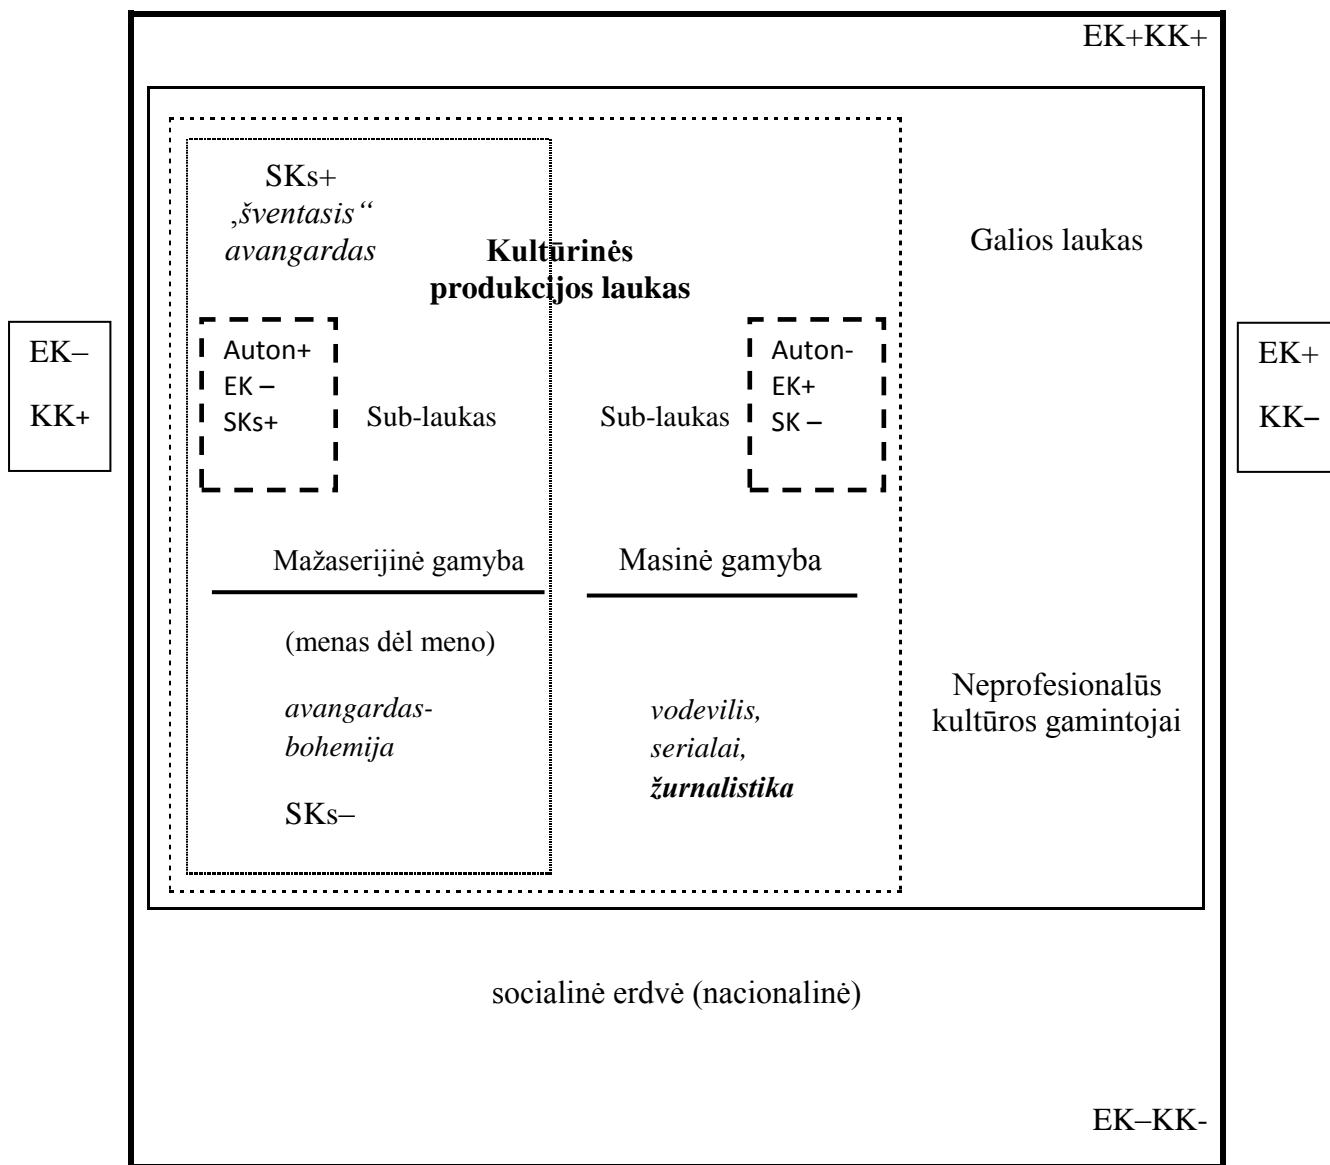 EK+KK+
SKs+
„šventasis“
avangardas
Kultūrinės
produkcijos laukas
Galios laukas
EK–
KK+
Auton+
EK –
SKs+
Sub-laukas
Sub-laukas
Auton-
EK+
SK –
EK+
KK–
Mažaserijinė gamyba
Masinė gamyba
(menas dėl meno)
avangardas-
bohemija
SKs–
vodevilis,
serialai,
žurnalistika
Neprofesionalūs
kultūros gamintojai
socialinė erdvė (nacionalinė)
EK–KK-